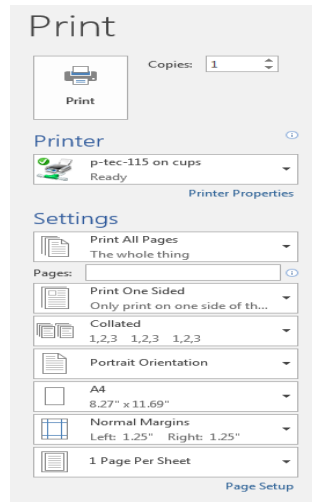 Print
Copies: 1
Print
Printer
p-tec-115 on cups
Ready
Printer Properties
Settings
Print All Pages
The whole thing
Pages:
Print One Sided
Only print on one side of th...
Collated
1,2,3 1,2,3 1,2,3
Portrait Orientation
A4
8.27" x 11.69"
Normal Margins
Left: 1.25" Right: 1.25"
1 Page Per Sheet
Page Setup